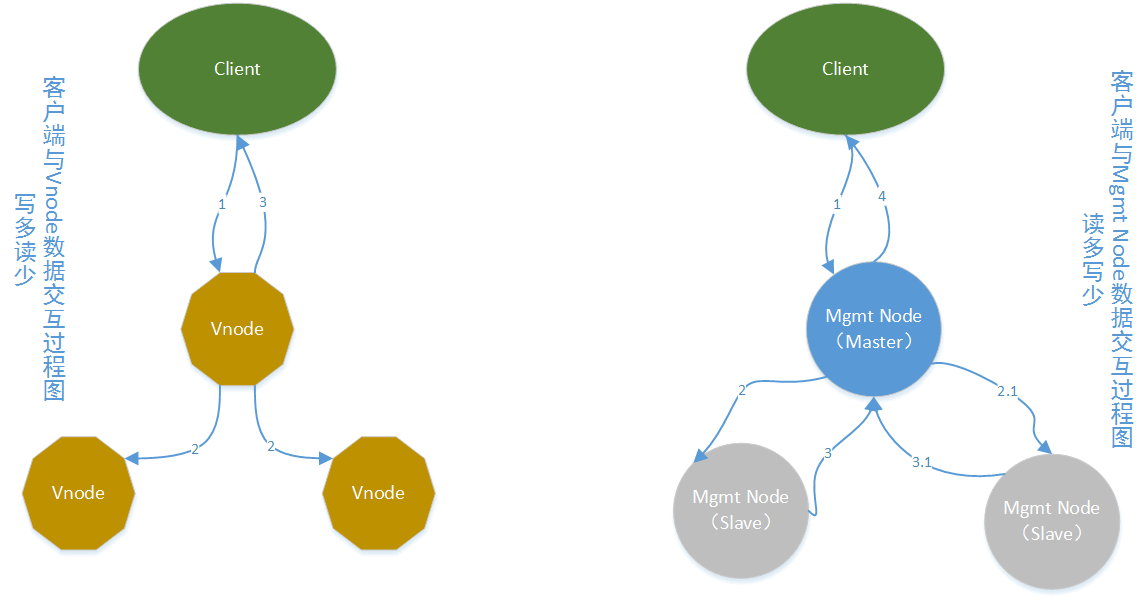 客户端与Vnode数据交互过程图
写多读少
Client
1
3
Vnode
2
2
Vnode
Vnode
Client
1
4
Mgmt Node
（Master）
2
2.1
3
3.1
Mgmt Node
（Slave）
Mgmt Node
（Slave）
客户端与Mgmt Node数据交互过程图
读多写少